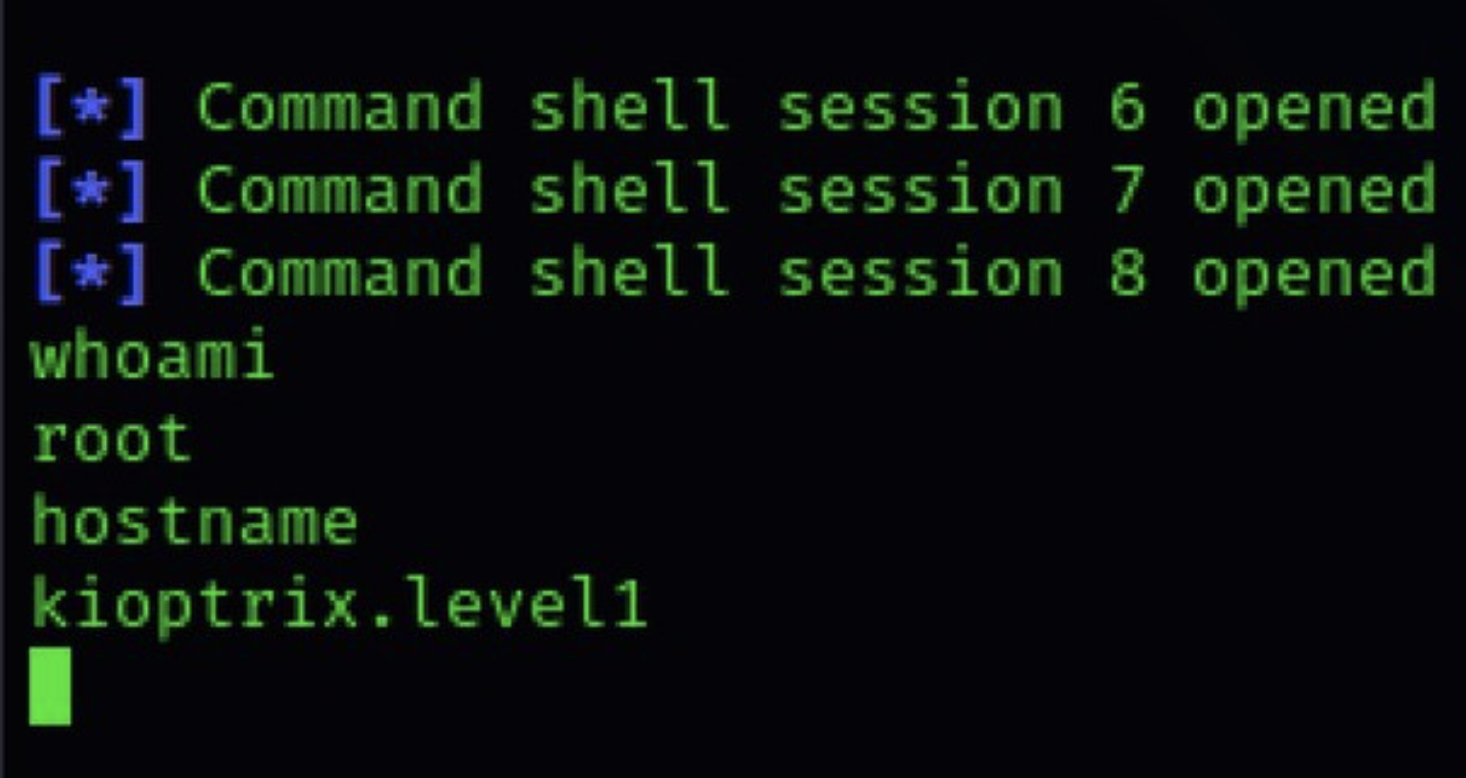 [*] Command shell session 6 opened
[*] Command shell session 7 opened
[*] Command shell session 8 opened
whoami
root
hostname
kioptrix.level1